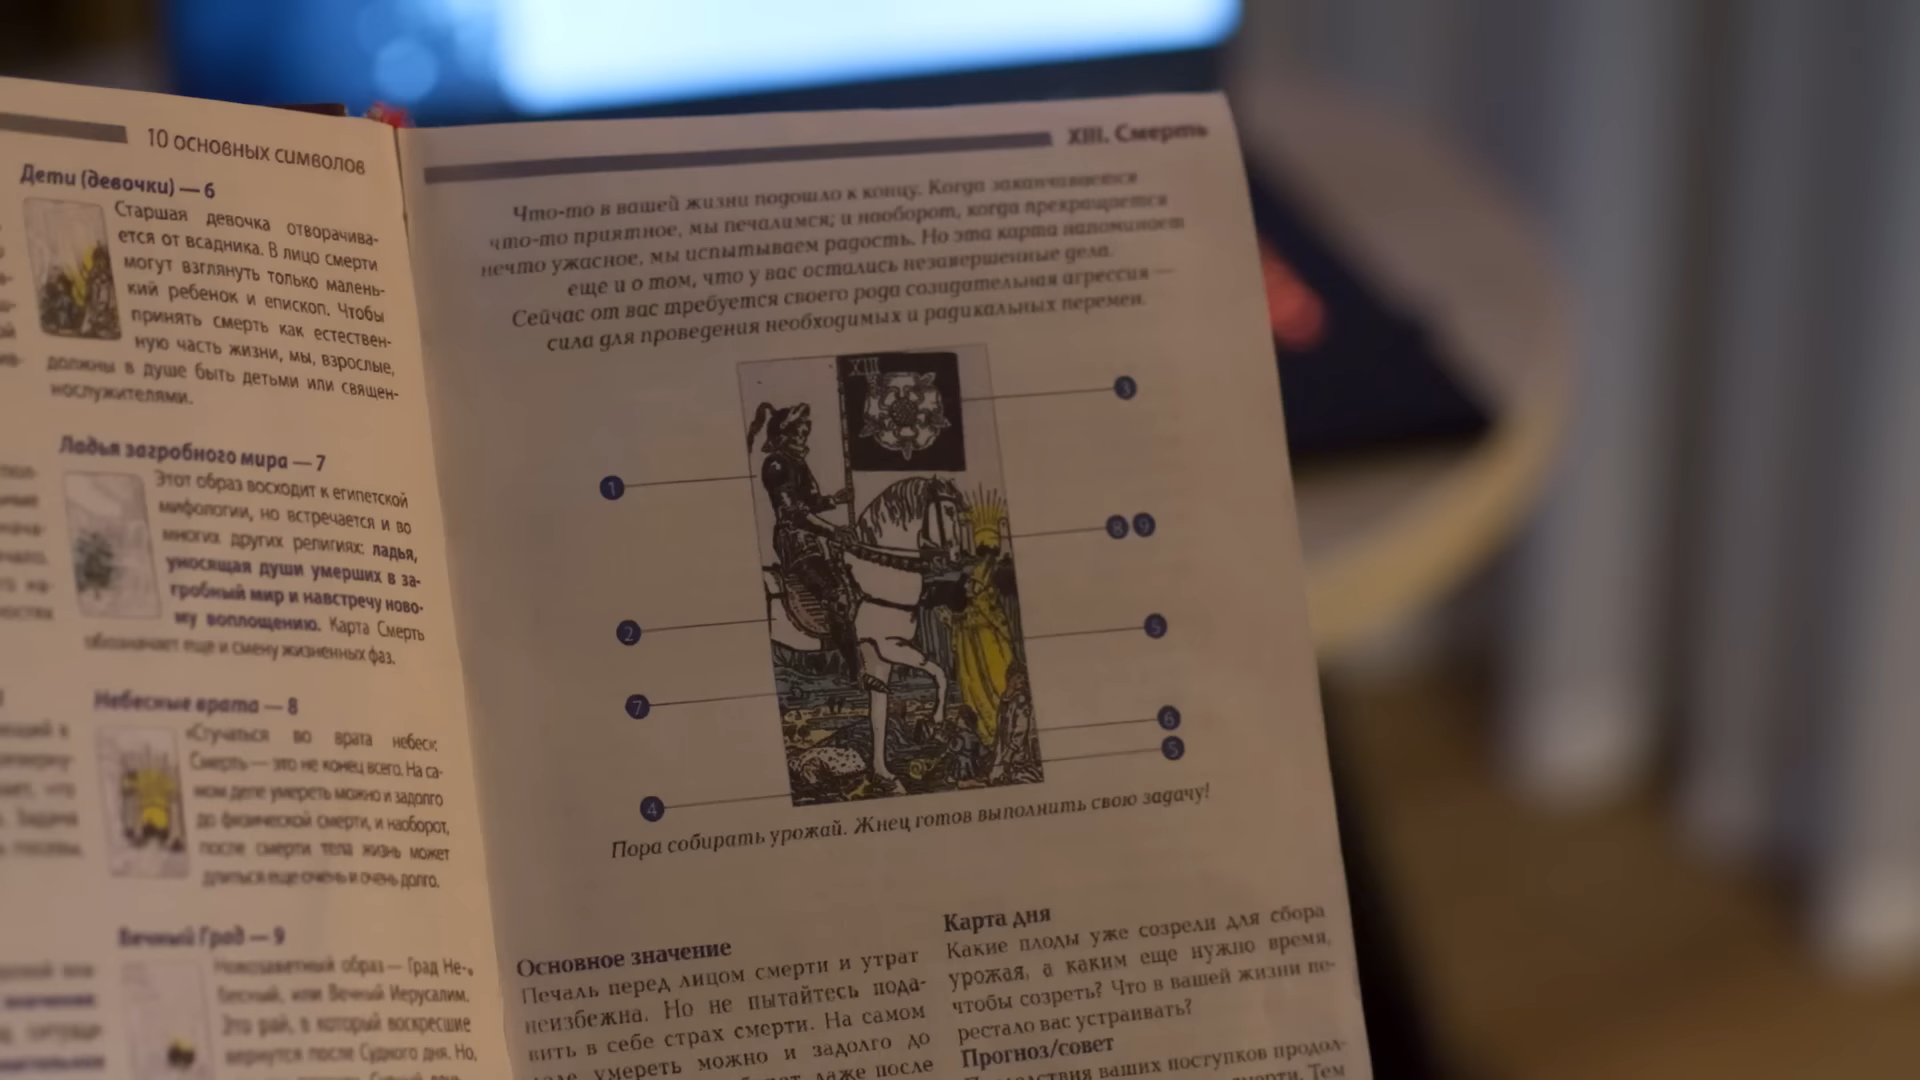 10 основных символов
Дети (девочки) — 6
Старшая девочка отворачива-
ется от всадника. В лицо смерти
могут взглянуть только малень-
кий ребенок и епископ. Чтобы
принять смерть как естествен-
ную часть жизни, мы, взрослые,
должны в душе быть детьми или священ-
нослужителями.
Ладья загробного мира — 7
Этот образ восходит к египетской
мифологии, но встречается и во
многих других религиях: ладья,
уносящая души умерших в за-
гробный мир и навстречу ново-
му воплощению. Карта Смерть
обозначает еще и смену жизненных фаз.
Небесные врата — 8
«Стучаться во врата небес»:
Смерть — это не конец всего. На са-
мом деле умереть можно и задолго
до физической смерти, и наоборот,
после смерти тела жизнь может
длиться еще очень и очень долго.
Вечный Град — 9
Новозаветный образ — Град Не-
бесный, или Вечный Иерусалим.
Это рай, в который воскресшие
вернутся после Судного дня. Но,
XIII. Смерть
Что-то в вашей жизни подошло к концу. Когда заканчивается
что-то приятное, мы печалимся; и наоборот, когда прекращается
нечто ужасное, мы испытываем радость. Но эта карта напоминает
еще и о том, что у вас остались незавершенные дела.
Сейчас от вас требуется своего рода созидательная агрессия —
сила для проведения необходимых и радикальных перемен.
XIII
3
1
8 9
2
5
7
6
5
4
Пора собирать урожай. Жнец готов выполнить свою задачу!
Основное значение
Печаль перед лицом смерти и утрат
неизбежна. Но не пытайтесь пода-
вить в себе страх смерти. На самом
деле умереть можно и задолго до
даже после
Карта дня
Какие плоды уже созрели для сбора
урожая, а каким еще нужно время,
чтобы созреть? Что в вашей жизни пе-
рестало вас устраивать?
Прогноз/совет
ваших поступков продол-
Тем